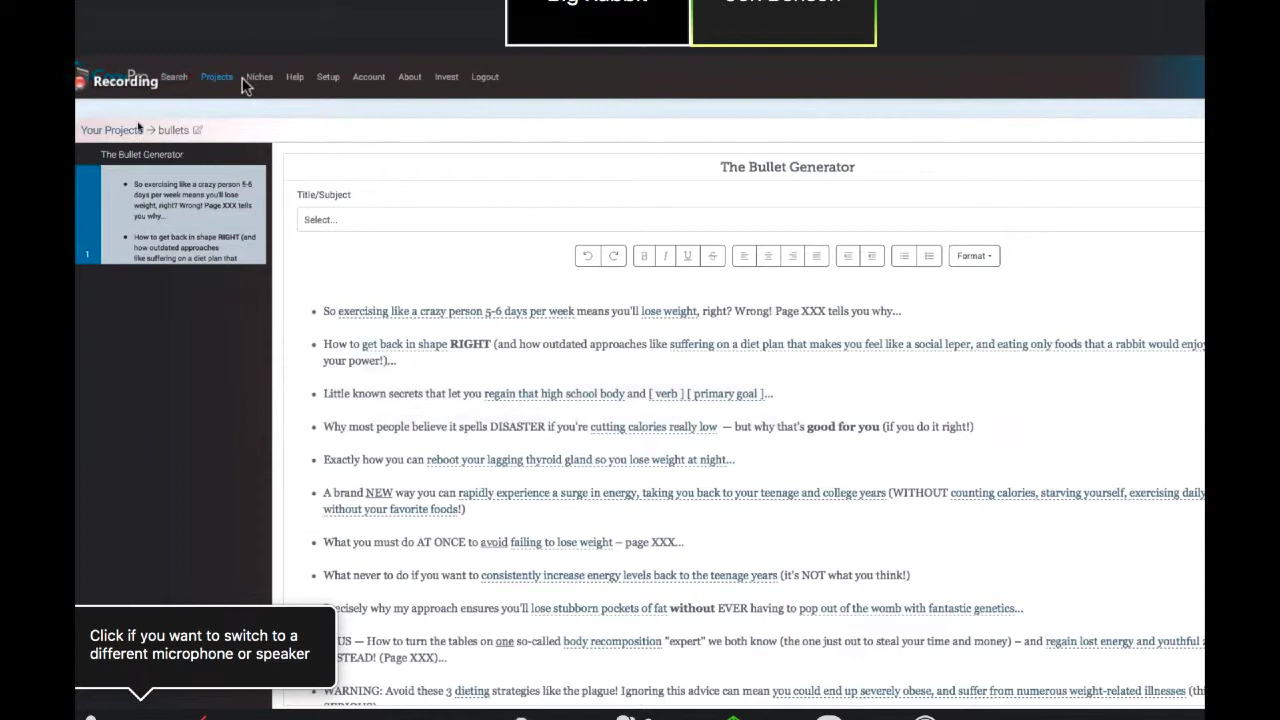 Big Rabbit
Jon Benson
Recording Search Projects Niches Help Setup Account About Invest Logout
Your Projects → bullets
The Bullet Generator
So exercising like a crazy person 5-6
days per week means you'll lose
weight, right? Wrong! Page XXX tells
you why...
How to get back in shape RIGHT (and
how outdated approaches
like suffering on a diet plan that
1
The Bullet Generator
Title/Subject
Select...
B I U S Format
So exercising like a crazy person 5-6 days per week means you'll lose weight, right? Wrong! Page XXX tells you why...
How to get back in shape RIGHT (and how outdated approaches like suffering on a diet plan that makes you feel like a social leper, and eating only foods that a rabbit would enjoy
your power!)...
Little known secrets that let you regain that high school body and [ verb ] [ primary goal ]...
Why most people believe it spells DISASTER if you're cutting calories really low — but why that's good for you (if you do it right!)
Exactly how you can reboot your lagging thyroid gland so you lose weight at night...
A brand NEW way you can rapidly experience a surge in energy, taking you back to your teenage and college years (WITHOUT counting calories, starving yourself, exercising daily
without your favorite foods!)
What you must do AT ONCE to avoid failing to lose weight – page XXX...
What never to do if you want to consistently increase energy levels back to the teenage years (it's NOT what you think!)
recisely why my approach ensures you'll lose stubborn pockets of fat without EVER having to pop out of the womb with fantastic genetics...
US — How to turn the tables on one so-called body recomposition "expert" we both know (the one just out to steal your time and money) – and regain lost energy and youthful
STEAD! (Page XXX)...
WARNING: Avoid these 3 dieting strategies like the plague! Ignoring this advice can mean you could end up severely obese, and suffer from numerous weight-related illnesses (thi
SERIOUS)
Click if you want to switch to a
different microphone or speaker